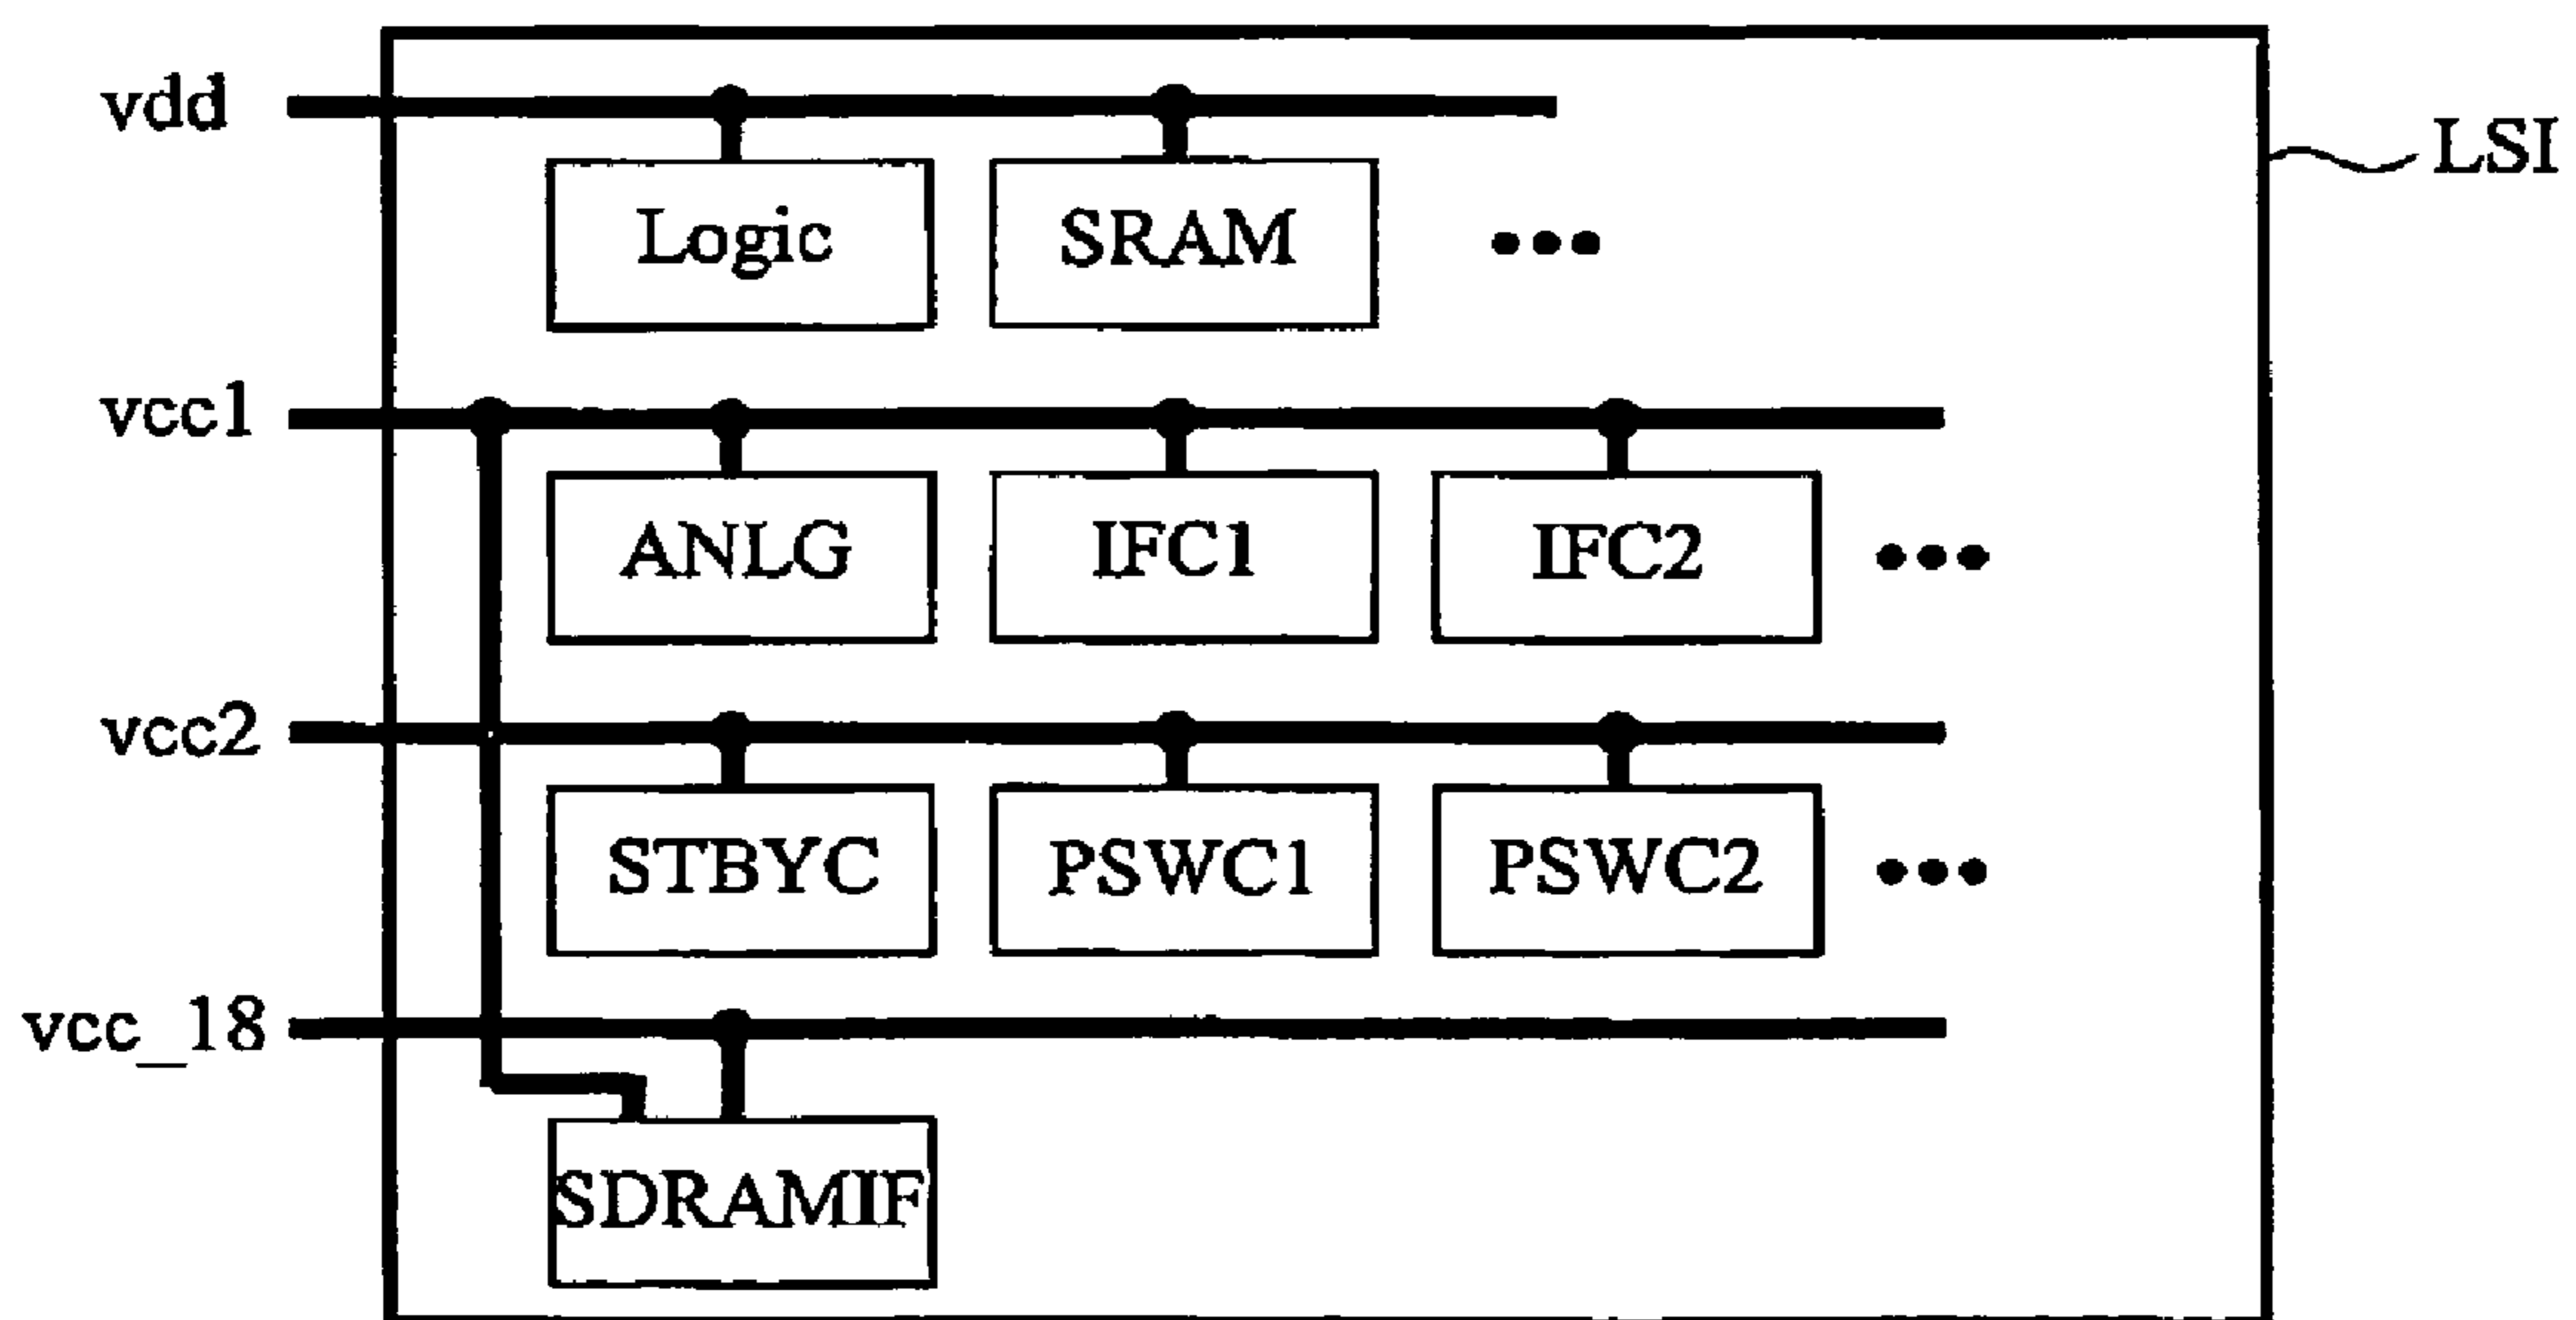 vdd
LSI
Logic SRAM •••
vcc1
ANLG IFC1 IFC2 •••
vcc2
STBYC PSWC1 PSWC2 •••
vcc_18
SDRAMIF